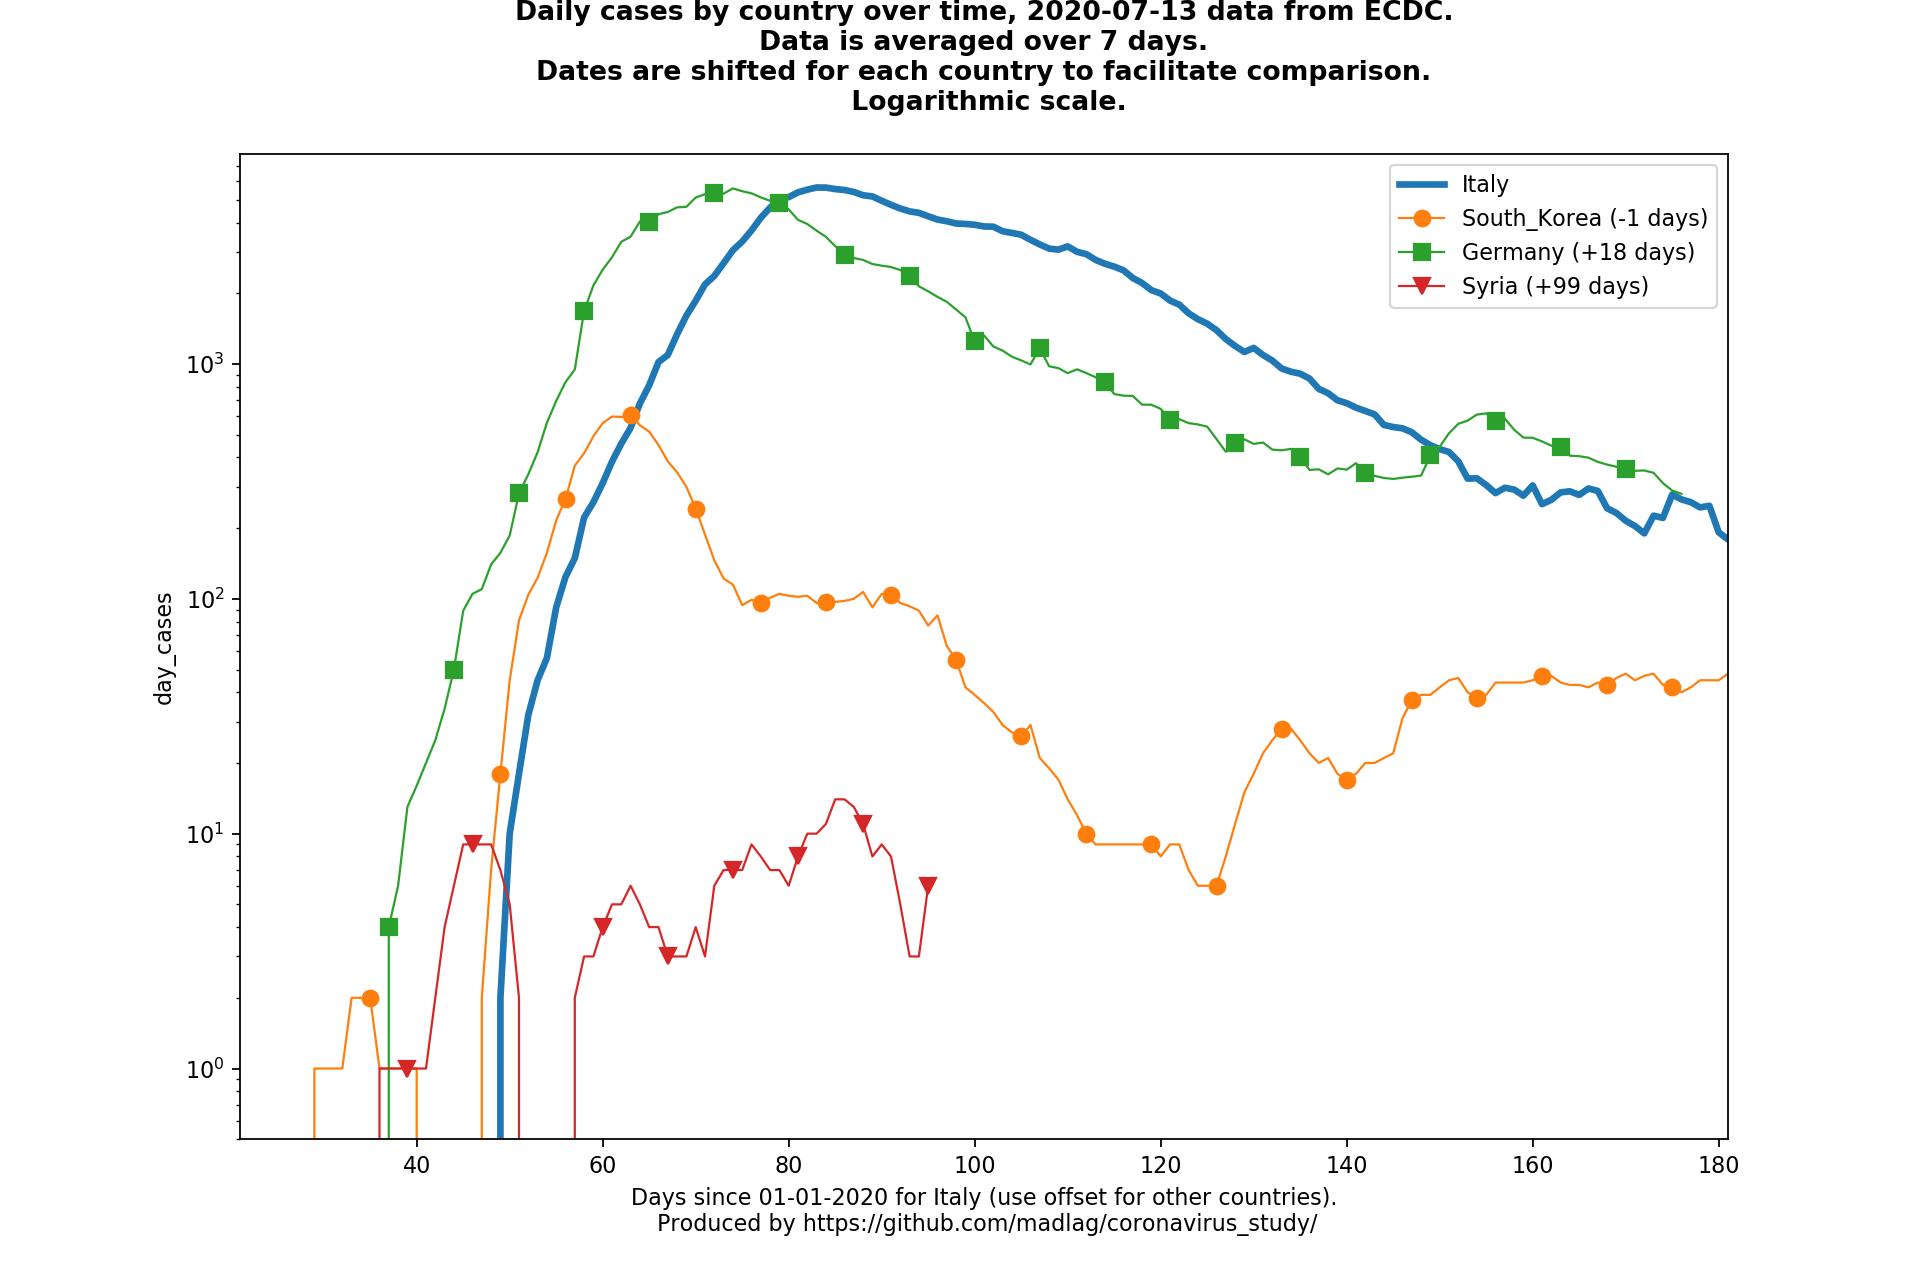 Daily cases by country over time, 2020-07-13 data from ECDC.
Data is averaged over 7 days.
Dates are shifted for each country to facilitate comparison.
Logarithmic scale.
Italy
South_Korea (-1 days)
Germany (+18 days)
Syria (+99 days)
day_cases
10³
10²
10¹
10⁰
40 60 80 100 120 140 160 180
Days since 01-01-2020 for Italy (use offset for other countries).
Produced by https://github.com/madlag/coronavirus_study/